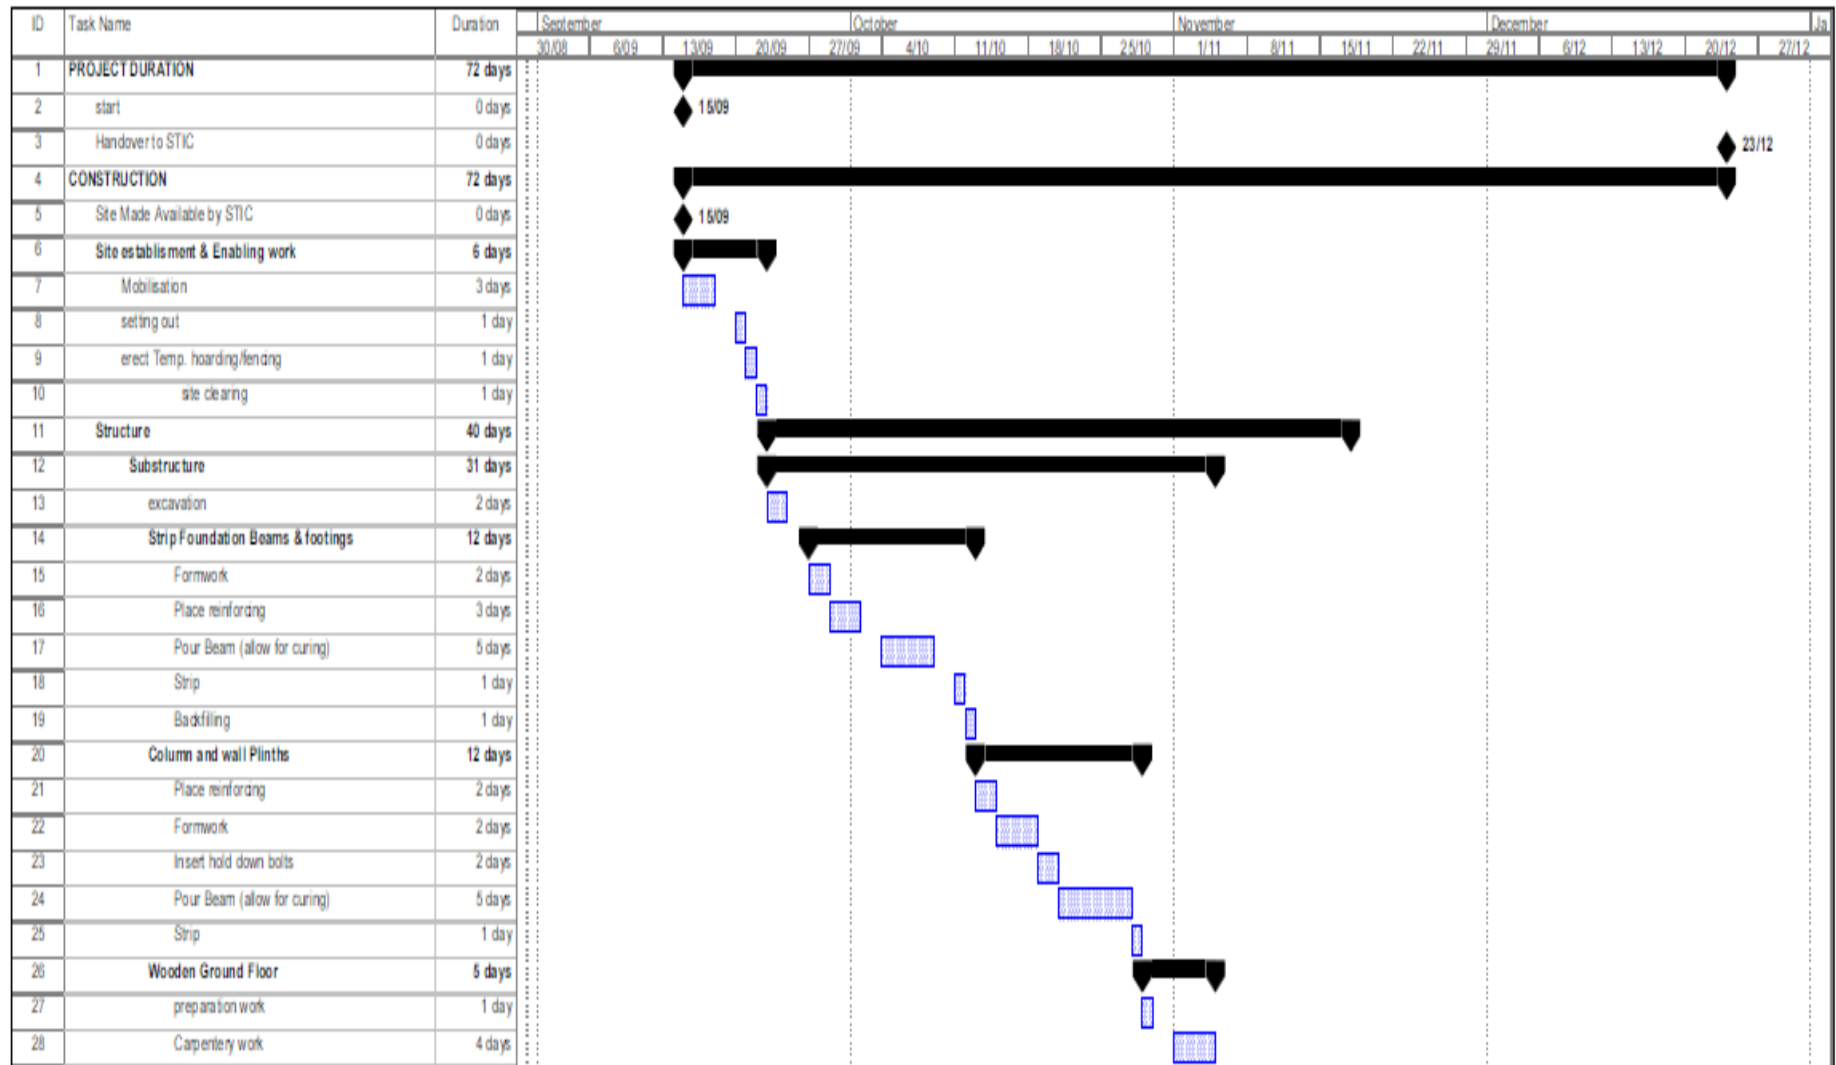 ID Task Name Duration September October November December Ja
30/08 6/09 13/09 20/09 27/09 4/10 11/10 18/10 25/10 1/11 8/11 15/11 22/11 29/11 6/12 13/12 20/12 27/12
1 PROJECT DURATION 72 days
2 start 0 days 15/09
3 Handover to STIC 0 days 23/12
4 CONSTRUCTION 72 days
5 Site Made Available by STIC 0 days 15/09
6 Site establisment & Enabling work 6 days
7 Mobilisation 3 days
8 setting out 1 day
9 erect Temp. hoarding/fencing 1 day
10 site clearing 1 day
11 Structure 40 days
12 Substructure 31 days
13 excavation 2 days
14 Strip Foundation Beams & footings 12 days
15 Formwork 2 days
16 Place reinforcing 3 days
17 Pour Beam (allow for curing) 5 days
18 Strip 1 day
19 Backfilling 1 day
20 Column and wall Plinths 12 days
21 Place reinforcing 2 days
22 Formwork 2 days
23 Insert hold down bolts 2 days
24 Pour Beam (allow for curing) 5 days
25 Strip 1 day
26 Wooden Ground Floor 5 days
27 preparation work 1 day
28 Carpentery work 4 days